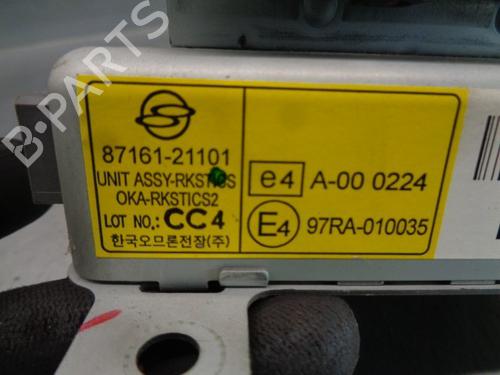 B-PARTS
87161-21101
UNIT ASSY-RKSTICS
OKA-RKSTICS2
LOT NO.: CC4
한국오므론전장(주)
e4 A-00 0224
E4 97RA-010035